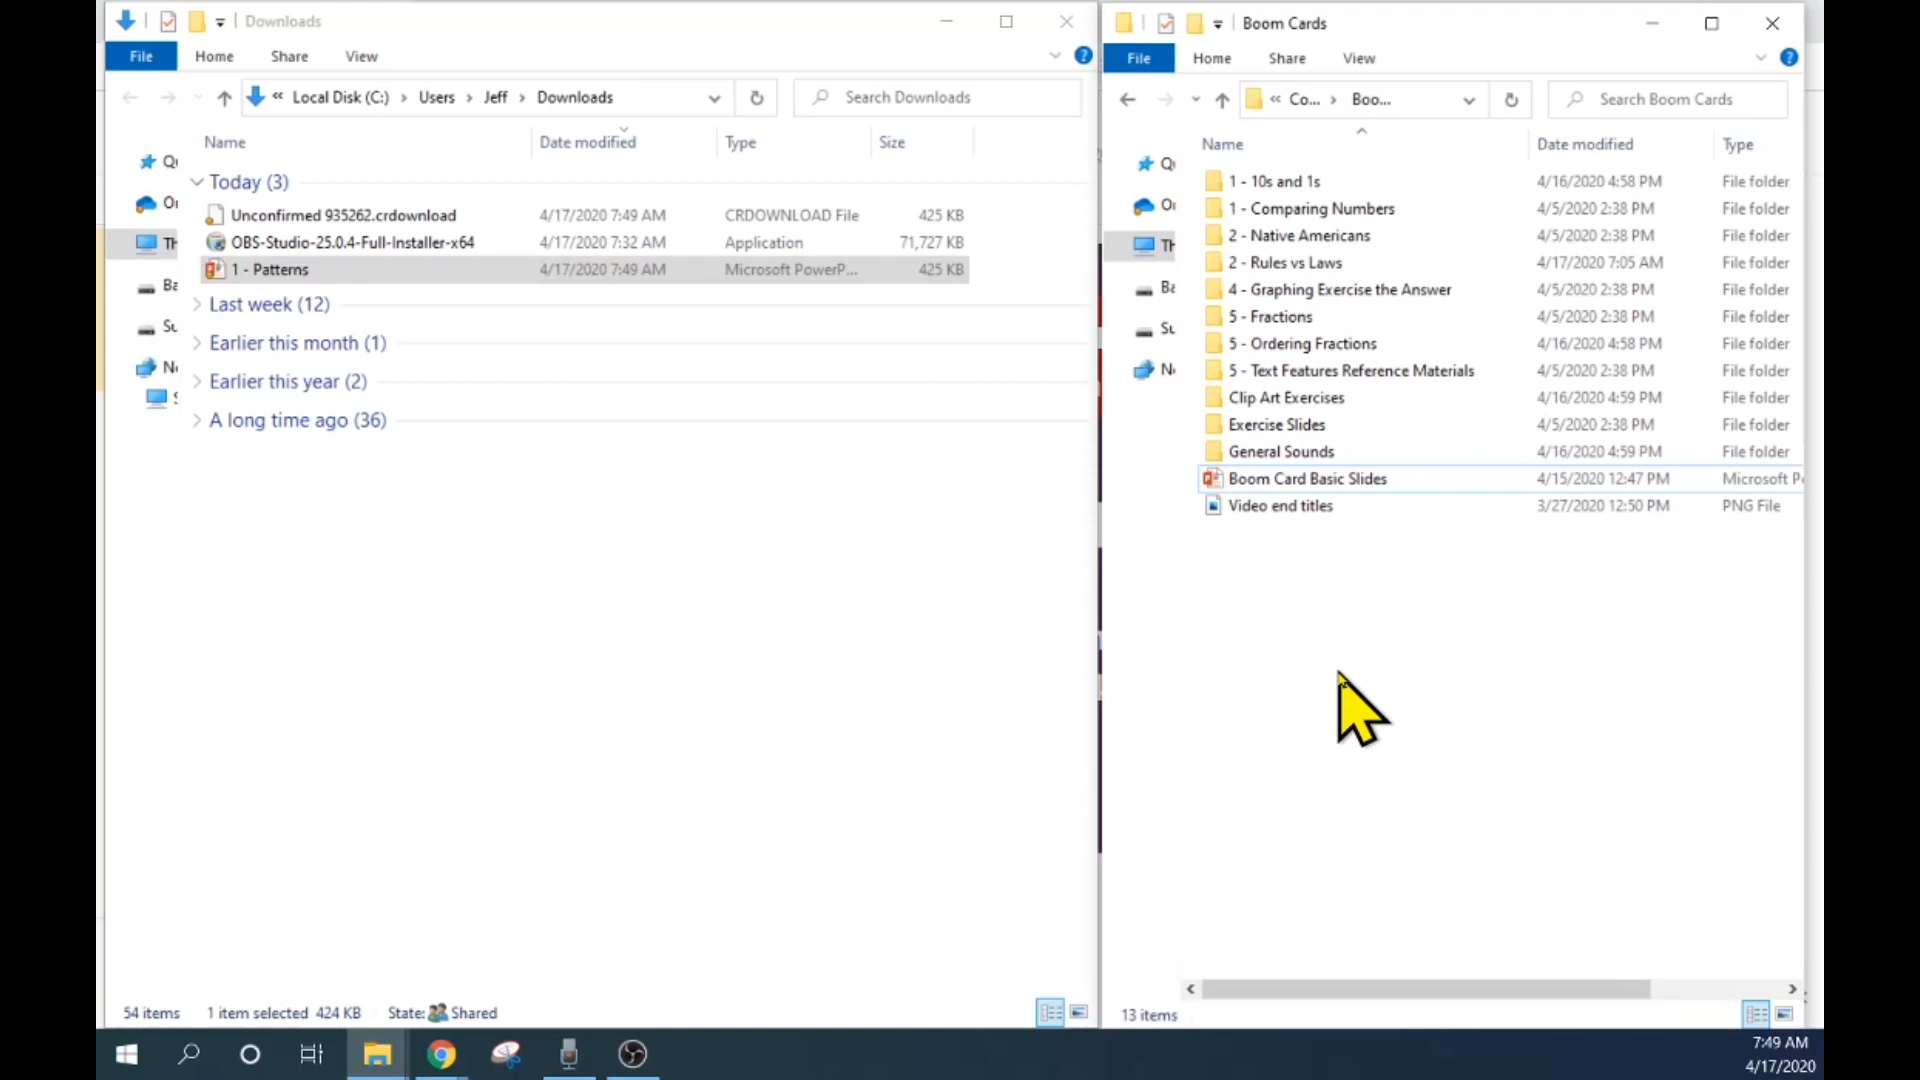 Downloads
File Home Share View
« Local Disk (C:) › Users › Jeff › Downloads
Search Downloads
Name Date modified Type Size
Today (3)
Unconfirmed 935262.crdownload 4/17/2020 7:49 AM CRDOWNLOAD File 425 KB
OBS-Studio-25.0.4-Full-Installer-x64 4/17/2020 7:32 AM Application 71,727 KB
1 - Patterns 4/17/2020 7:49 AM Microsoft PowerP... 425 KB
Last week (12)
Earlier this month (1)
Earlier this year (2)
A long time ago (36)
54 items 1 item selected 424 KB State: Shared
Boom Cards
File Home Share View
« Co... › Boo...
Search Boom Cards
Name Date modified Type
1 - 10s and 1s 4/16/2020 4:58 PM File folder
1 - Comparing Numbers 4/5/2020 2:38 PM File folder
2 - Native Americans 4/5/2020 2:38 PM File folder
2 - Rules vs Laws 4/17/2020 7:05 AM File folder
4 - Graphing Exercise the Answer 4/5/2020 2:38 PM File folder
5 - Fractions 4/5/2020 2:38 PM File folder
5 - Ordering Fractions 4/16/2020 4:58 PM File folder
5 - Text Features Reference Materials 4/5/2020 2:38 PM File folder
Clip Art Exercises 4/16/2020 4:59 PM File folder
Exercise Slides 4/5/2020 2:38 PM File folder
General Sounds 4/16/2020 4:59 PM File folder
Boom Card Basic Slides 4/15/2020 12:47 PM Microsoft P
Video end titles 3/27/2020 12:50 PM PNG File
13 items
7:49 AM
4/17/2020